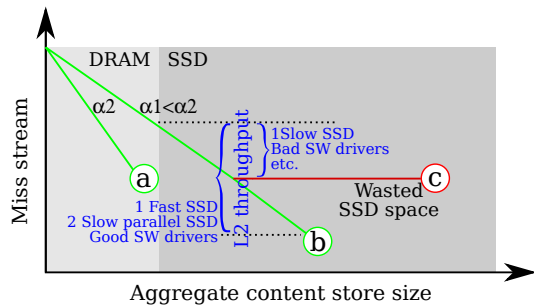 DRAM SSD
α2
α1<α2
1Slow SSD
Bad SW drivers
etc.
L2 throughput
a
c
1 Fast SSD
2 Slow parallel SSD
Good SW drivers
Wasted
SSD space
b
Miss stream
Aggregate content store size